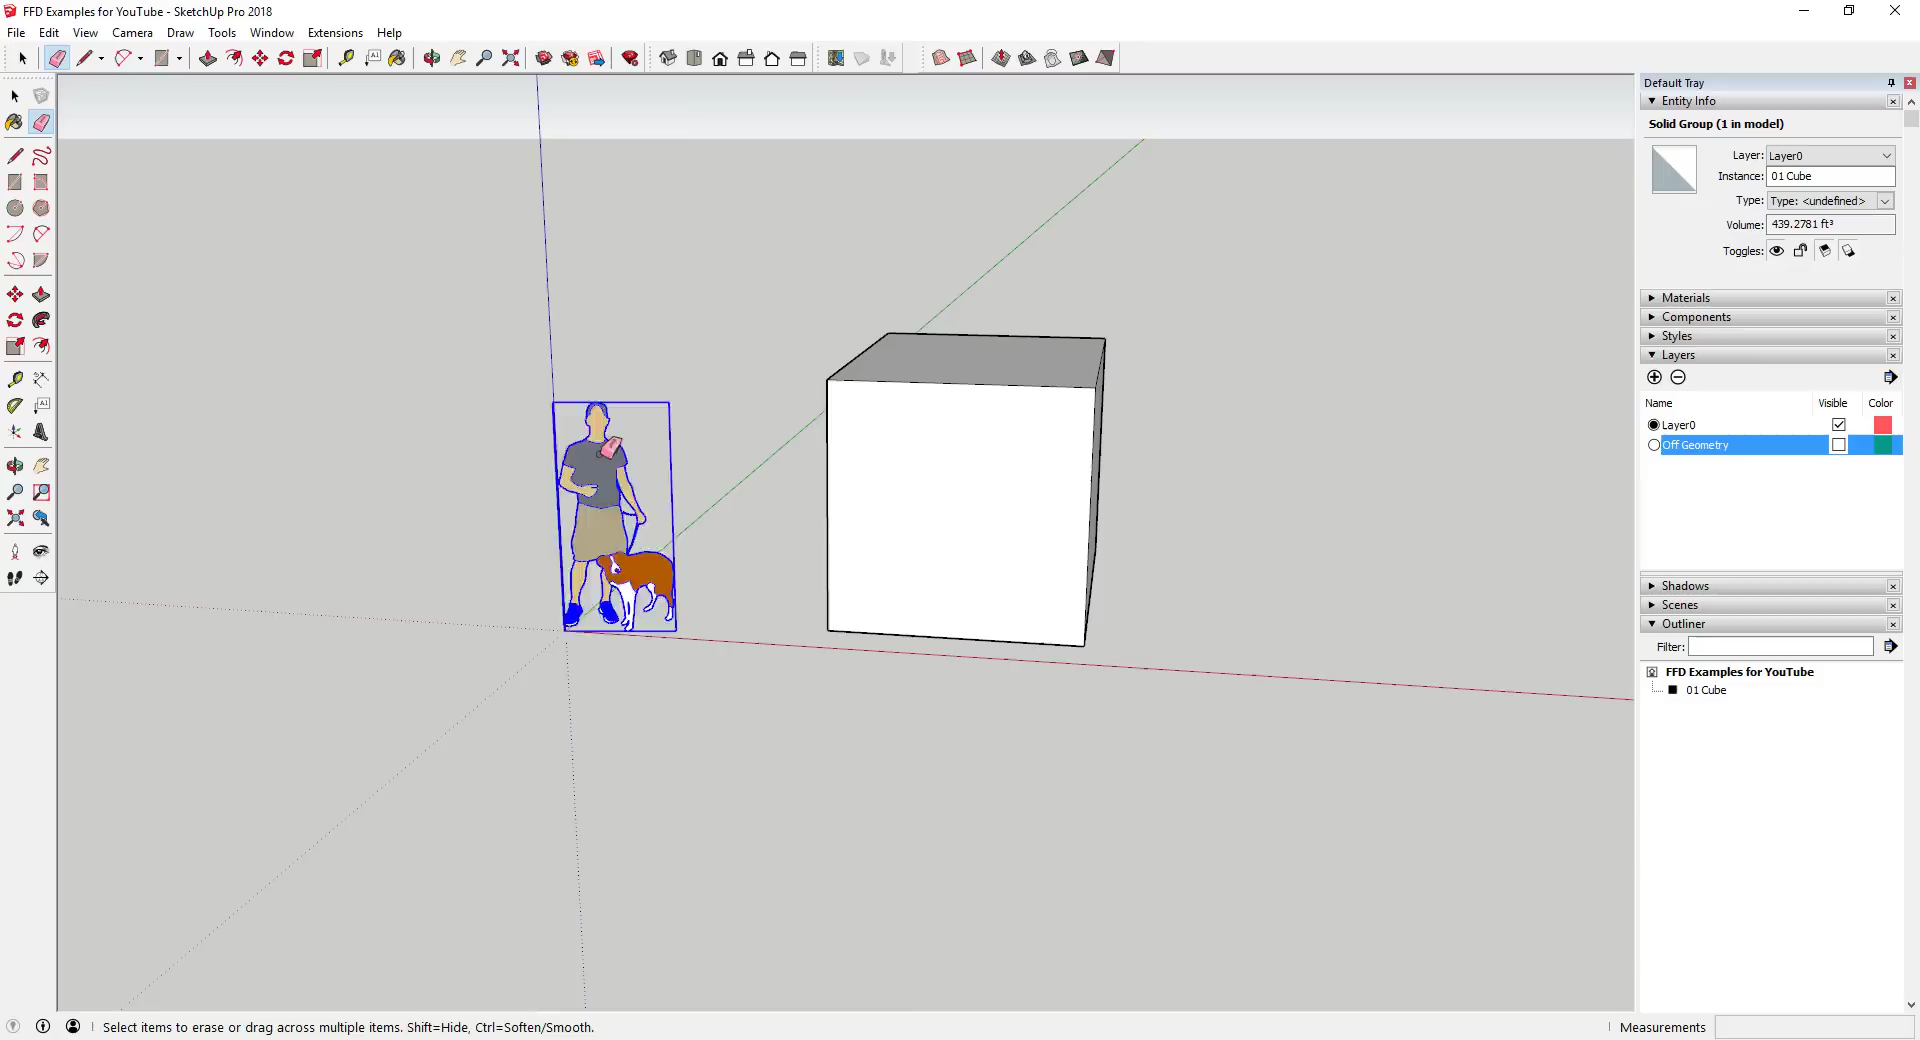 FFD Examples for YouTube - SketchUp Pro 2018
File Edit View Camera Draw Tools Window Extensions Help
Default Tray
Entity Info
Solid Group (1 in model)
Layer: Layer0
Instance: 01 Cube
Type: Type: <undefined>
Volume: 439.2781 ft³
Toggles:
Materials
Components
Styles
Layers
Name Visible Color
Layer0
Off Geometry
Shadows
Scenes
Outliner
Filter:
FFD Examples for YouTube
01 Cube
Select items to erase or drag across multiple items. Shift=Hide, Ctrl=Soften/Smooth.
Measurements